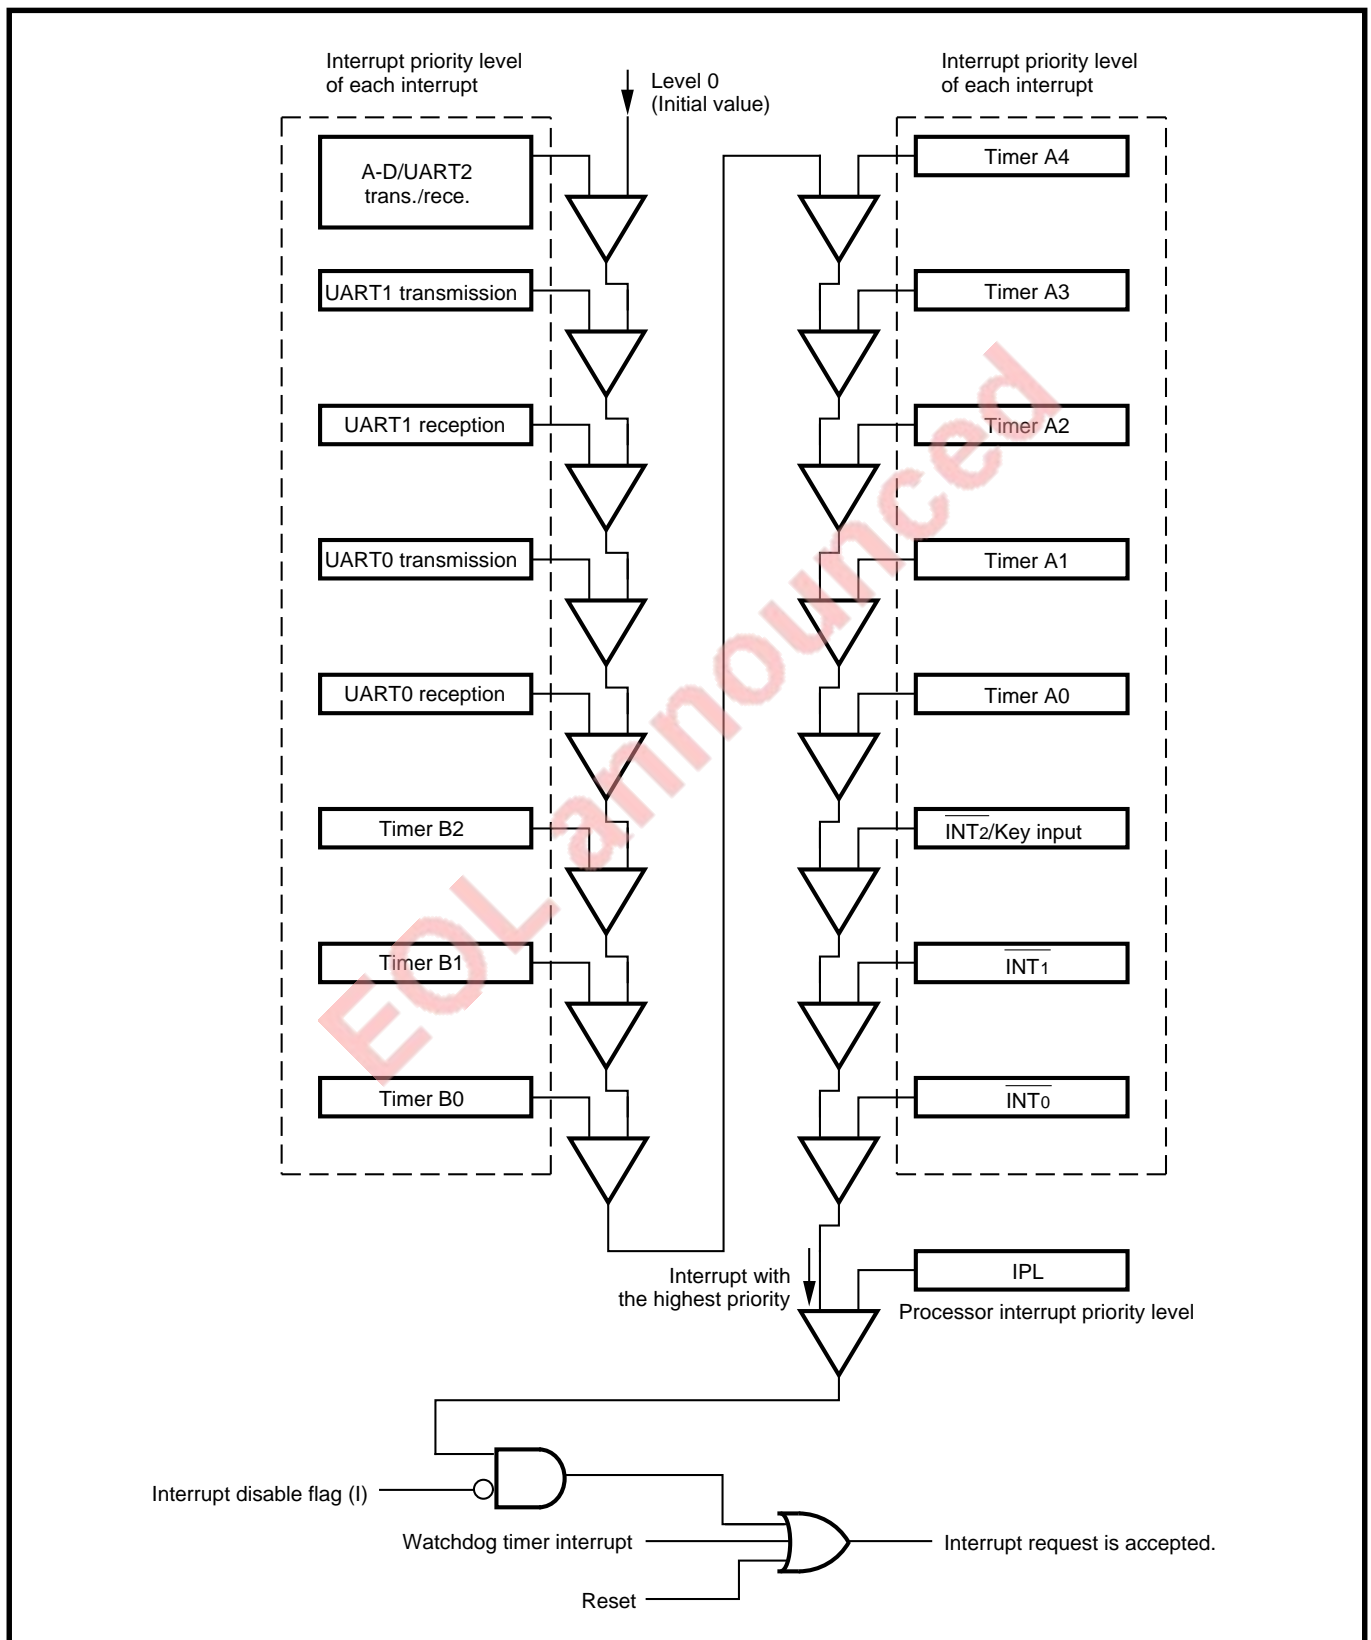 Interrupt priority level
of each interrupt
Level 0
(Initial value)
Interrupt priority level
of each interrupt
A-D/UART2
trans./rece.
Timer A4
UART1 transmission
Timer A3
UART1 reception
Timer A2
UART0 transmission
Timer A1
UART0 reception
Timer A0
Timer B2
INT2/Key input
Timer B1
INT1
Timer B0
INT0
EOL announced
Interrupt with
the highest priority
IPL
Processor interrupt priority level
Interrupt disable flag (I)
Watchdog timer interrupt
Interrupt request is accepted.
Reset